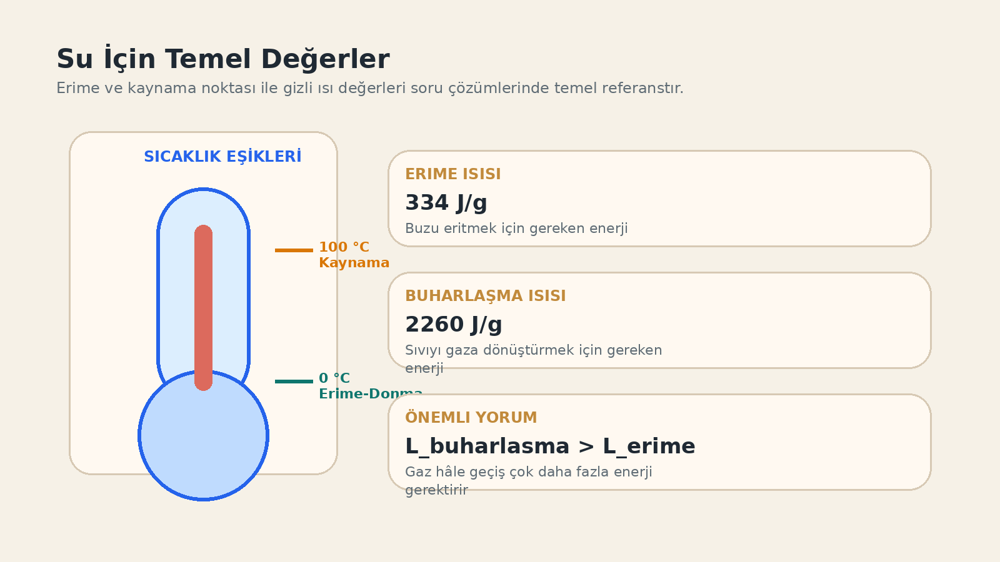 Su İçin Temel Değerler
Erime ve kaynama noktası ile gizli ısı değerleri soru çözümlerinde temel referanstır.
SICAKLIK EŞİKLERİ
100 °C
Kaynama
0 °C
Erime-Donma
ERIME ISISI
334 J/g
Buzu eritmek için gereken enerji
BUHARLAŞMA ISISI
2260 J/g
Sıvıyı gaza dönüştürmek için gereken
enerji
ÖNEMLI YORUM
L_buharlasma > L_erime
Gaz hâle geçiş çok daha fazla enerji
gerektirir